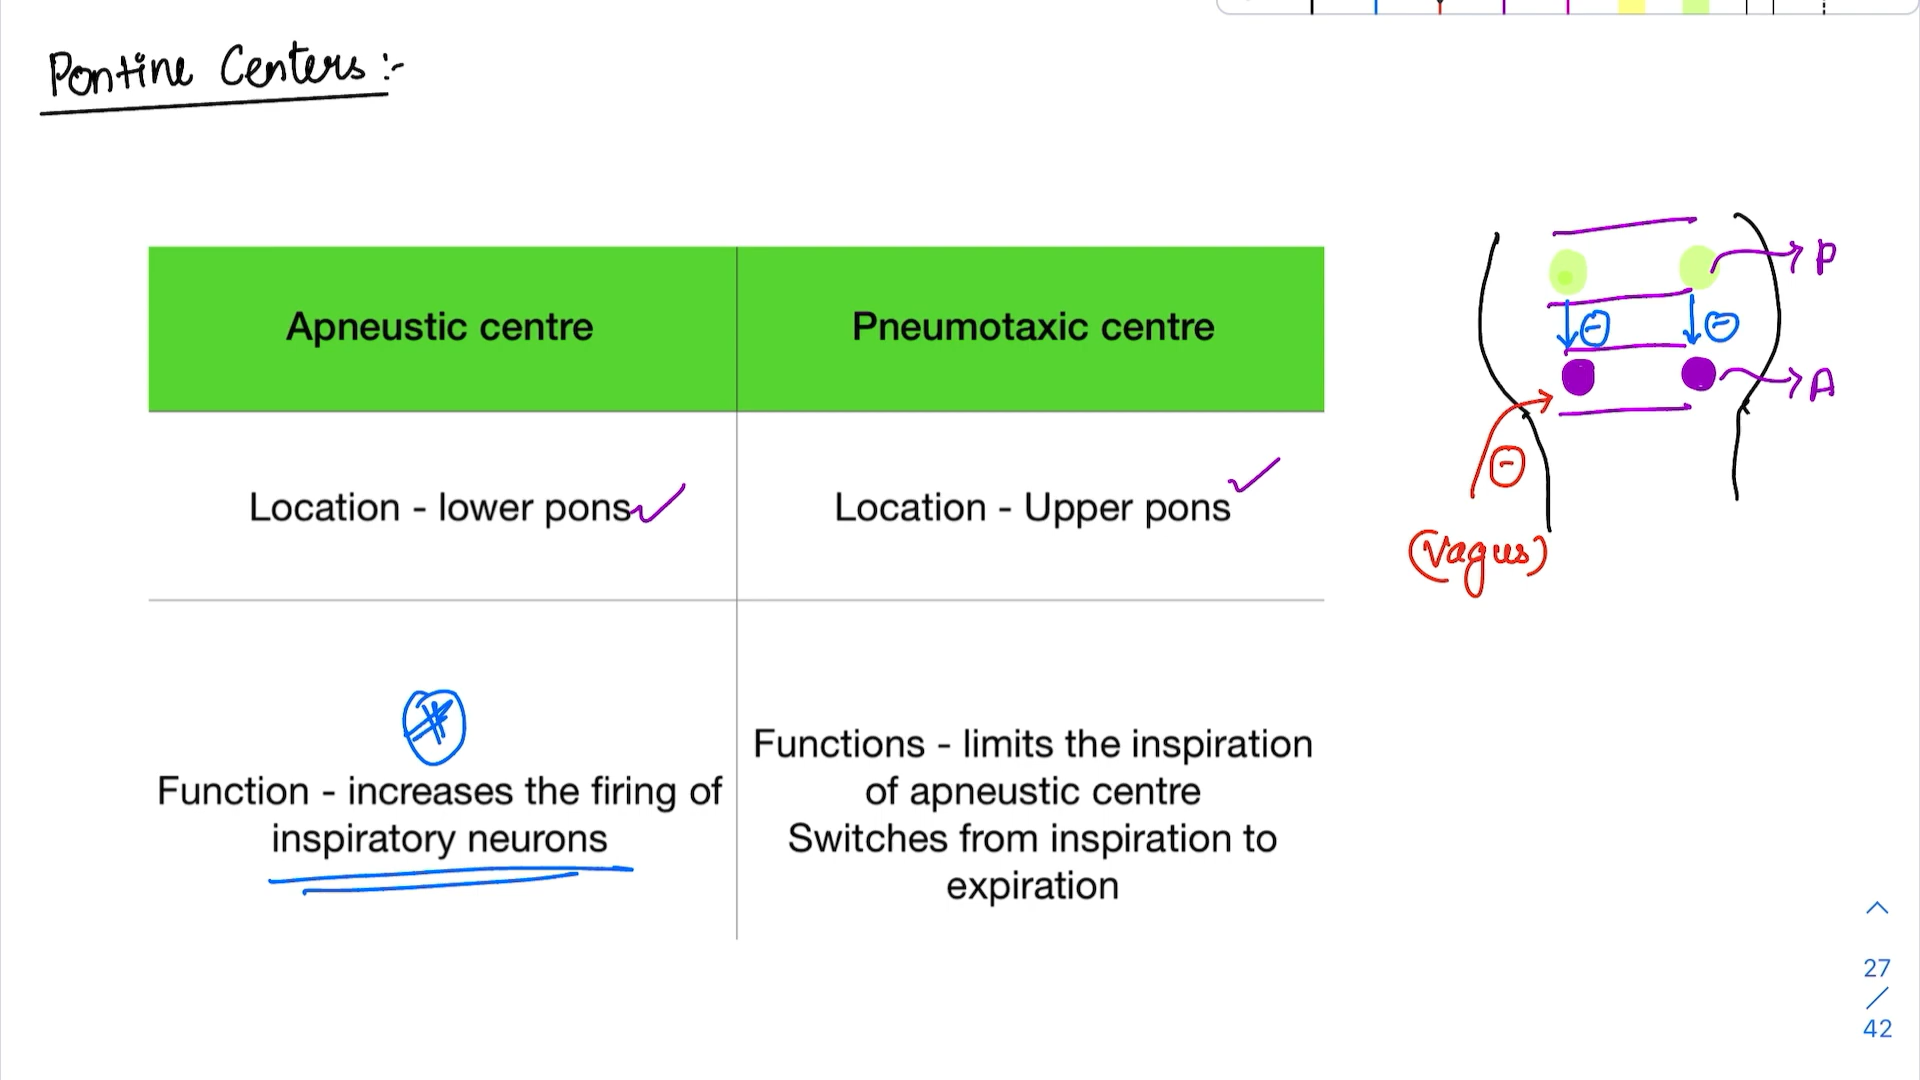 Pontine Centers :-
Apneustic centre
Pneumotaxic centre
Location - lower pons
Location - Upper pons
Function - increases the firing of
inspiratory neurons
Functions - limits the inspiration
of apneustic centre
Switches from inspiration to
expiration
P
⊖ ⊖
A
⊖
(Vagus)
27
/
42